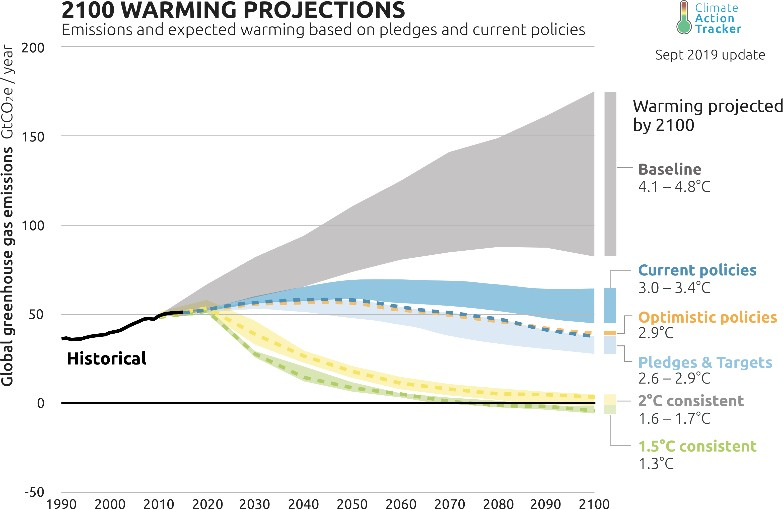 2100 WARMING PROJECTIONS
Emissions and expected warming based on pledges and current policies
Climate
Action
Tracker
Sept 2019 update
Global greenhouse gas emissions GtCO₂e / year
200
150
100
50
0
-50
1990 2000 2010 2020 2030 2040 2050 2060 2070 2080 2090 2100
Historical
Warming projected
by 2100
Baseline
4.1 – 4.8°C
Current policies
3.0 – 3.4°C
Optimistic policies
2.9°C
Pledges & Targets
2.6 – 2.9°C
2°C consistent
1.6 – 1.7°C
1.5°C consistent
1.3°C